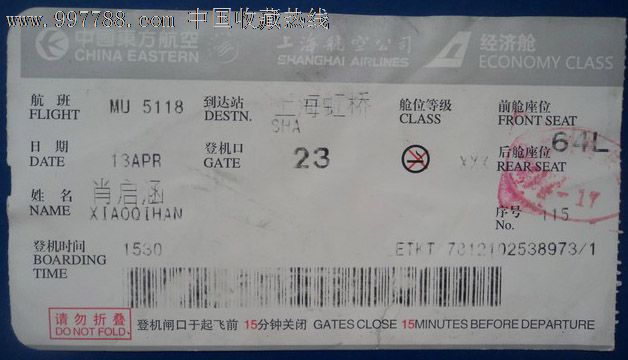 www.997788.com 中国收藏热线
中国东方航空 上海航空公司 经济舱
CHINA EASTERN SHANGHAI AIRLINES ECONOMY CLASS
航 班 MU 5118 到达站 上海虹桥 舱位等级 前舱座位
FLIGHT DESTN. SHA CLASS FRONT SEAT
日 期 13APR 登机口 23 后舱座位 64L
DATE GATE REAR SEAT
姓 名 肖启涵
NAME XIAOQIHAN 序号 115
No.
登机时间 1530 ETKT 7812102538973/1
BOARDING
TIME
请勿折叠
DO NOT FOLD
登机闸口于起飞前 15分钟关闭 GATES CLOSE 15MINUTES BEFORE DEPARTURE